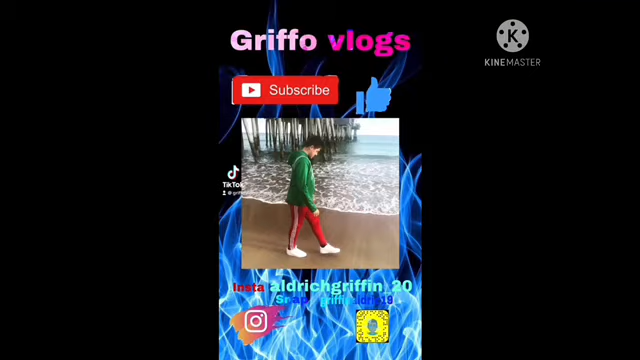 Griffo vlogs
KINEMASTER
Subscribe
TikTok
Insta aldrichgriffin_20
Snap